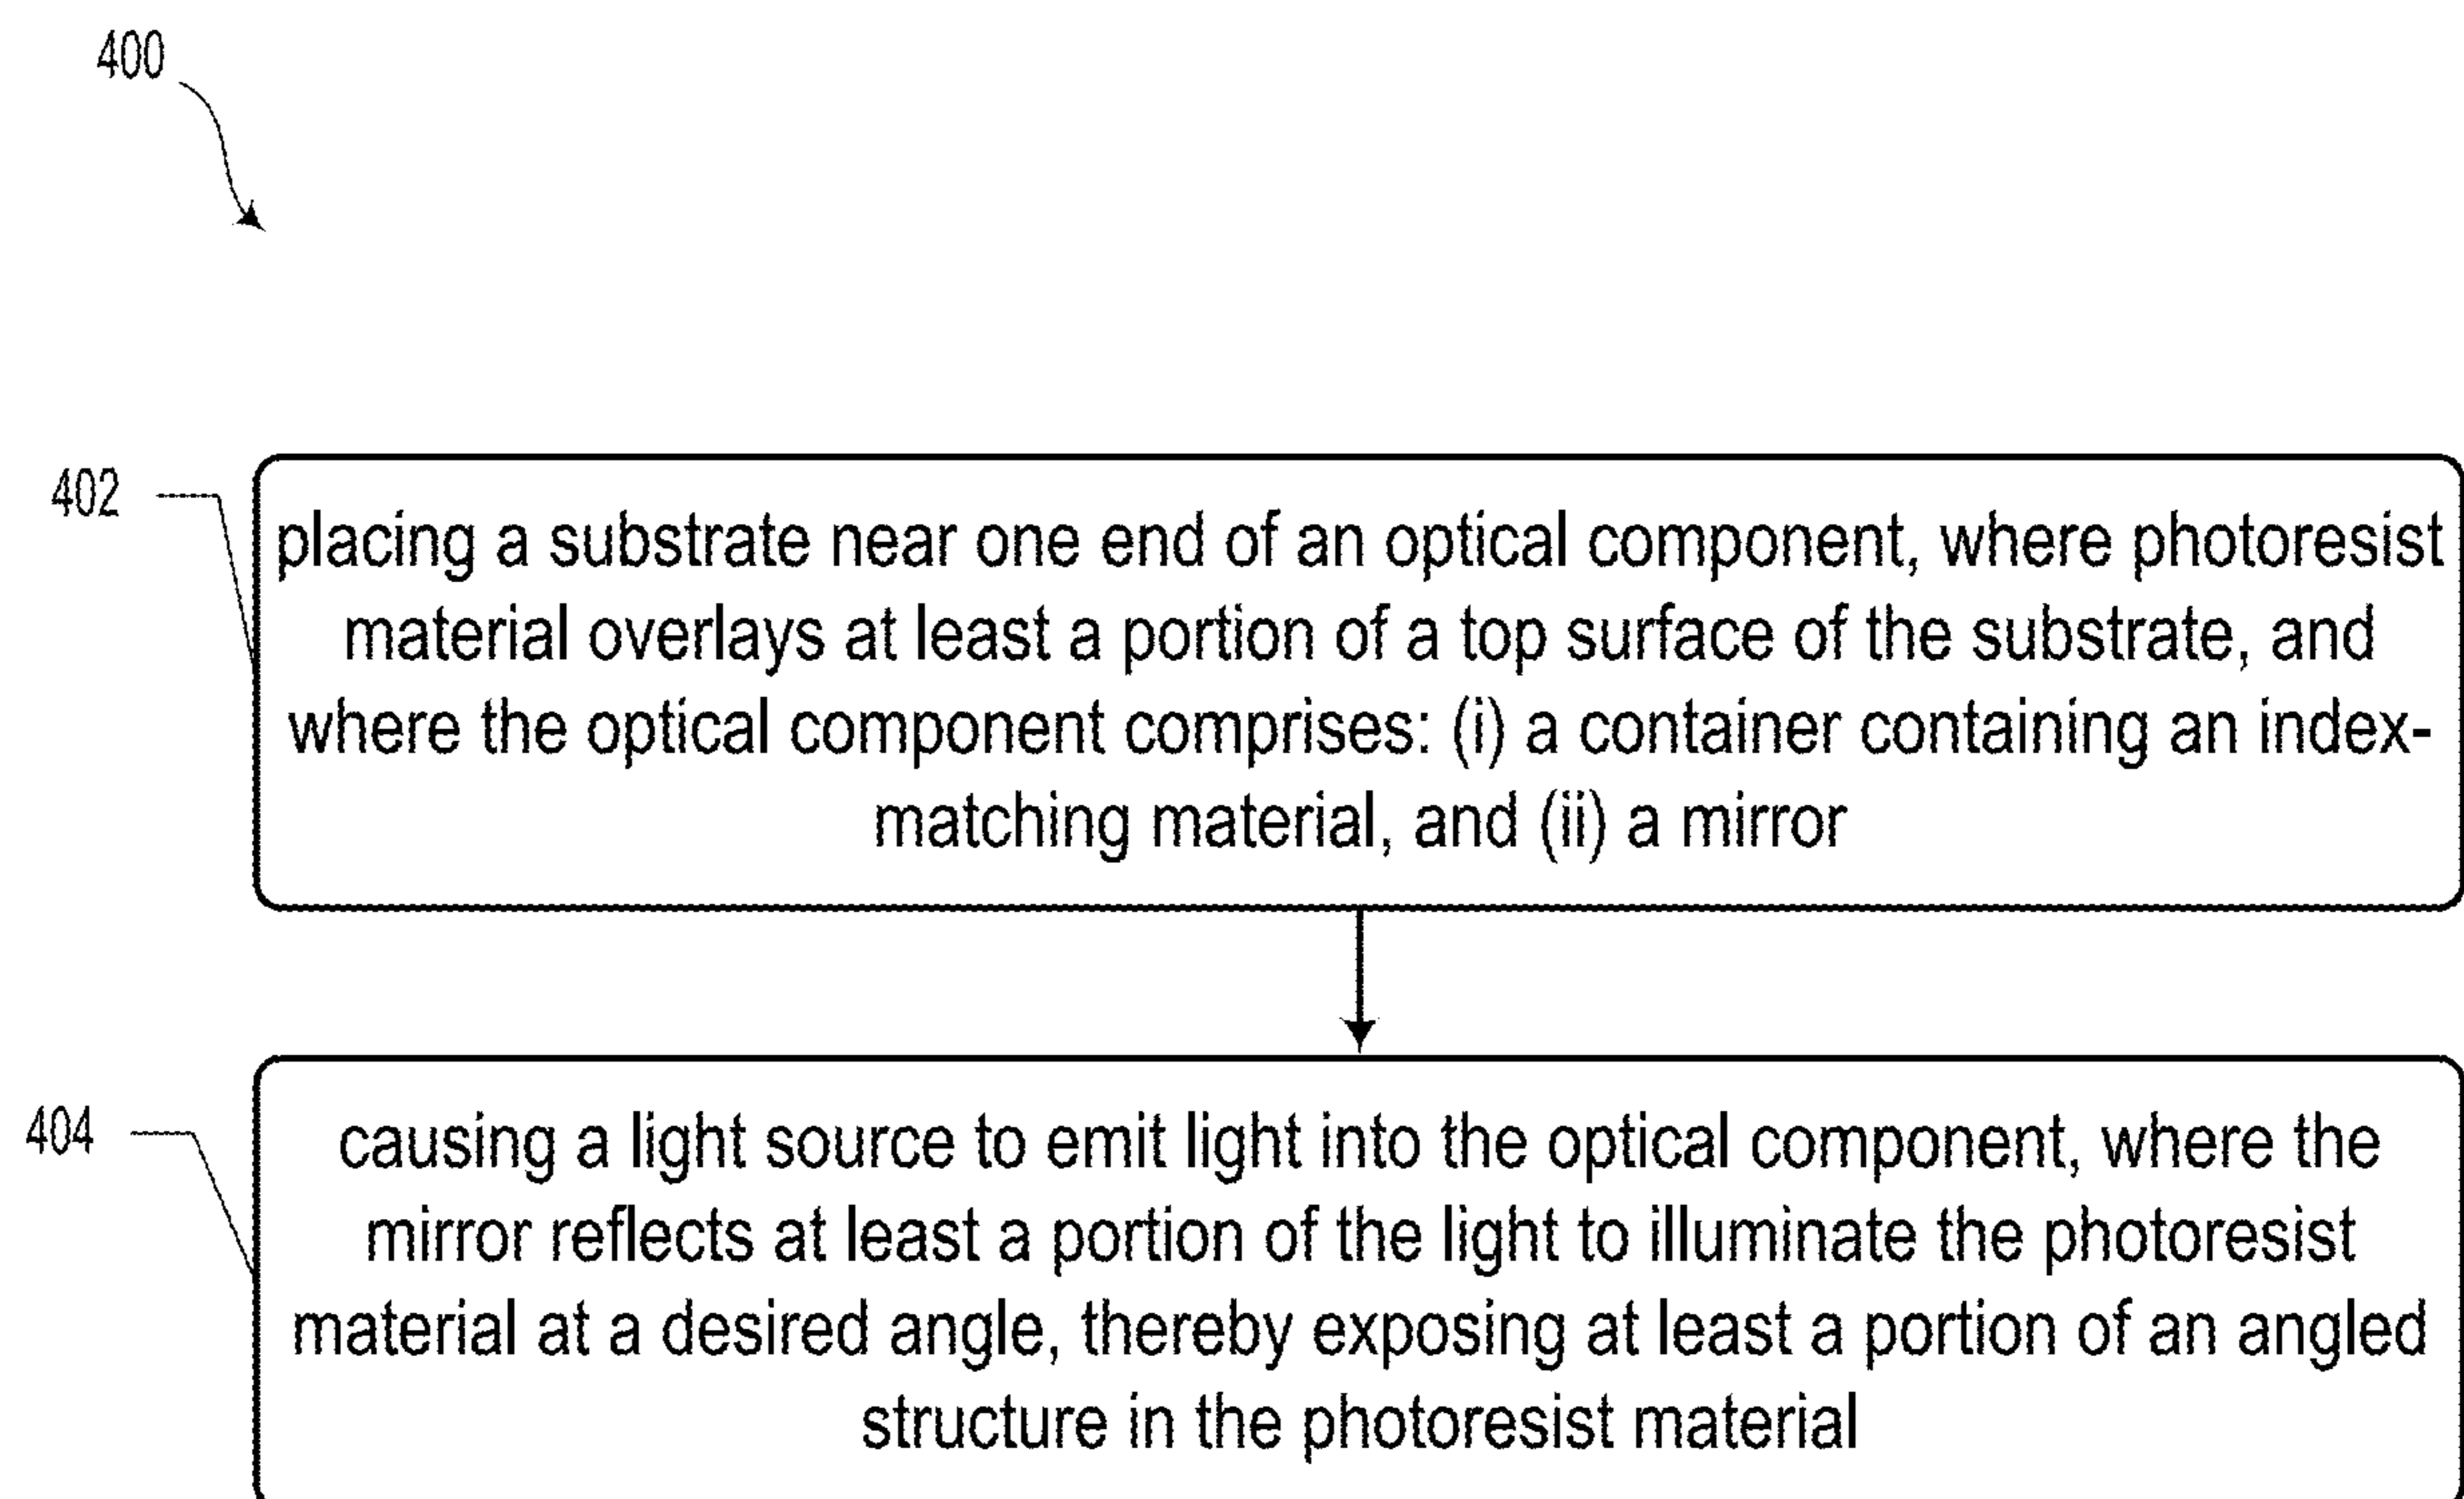 400
402
placing a substrate near one end of an optical component, where photoresist
material overlays at least a portion of a top surface of the substrate, and
where the optical component comprises: (i) a container containing an index-
matching material, and (ii) a mirror
404
causing a light source to emit light into the optical component, where the
mirror reflects at least a portion of the light to illuminate the photoresist
material at a desired angle, thereby exposing at least a portion of an angled
structure in the photoresist material